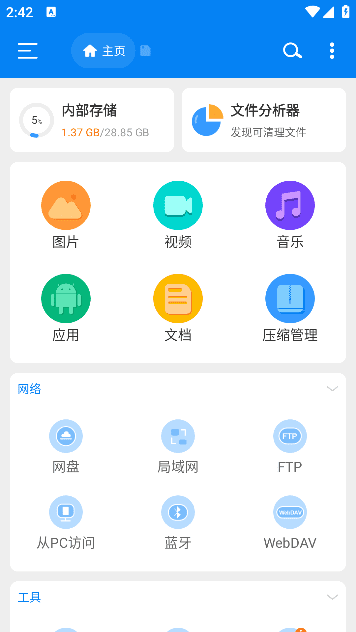 2:42
主页
5%
内部存储
1.37 GB/28.85 GB
文件分析器
发现可清理文件
图片
视频
音乐
应用
文档
压缩管理
网络
网盘
局域网
FTP
FTP
WebDAV
从PC访问
蓝牙
WebDAV
工具